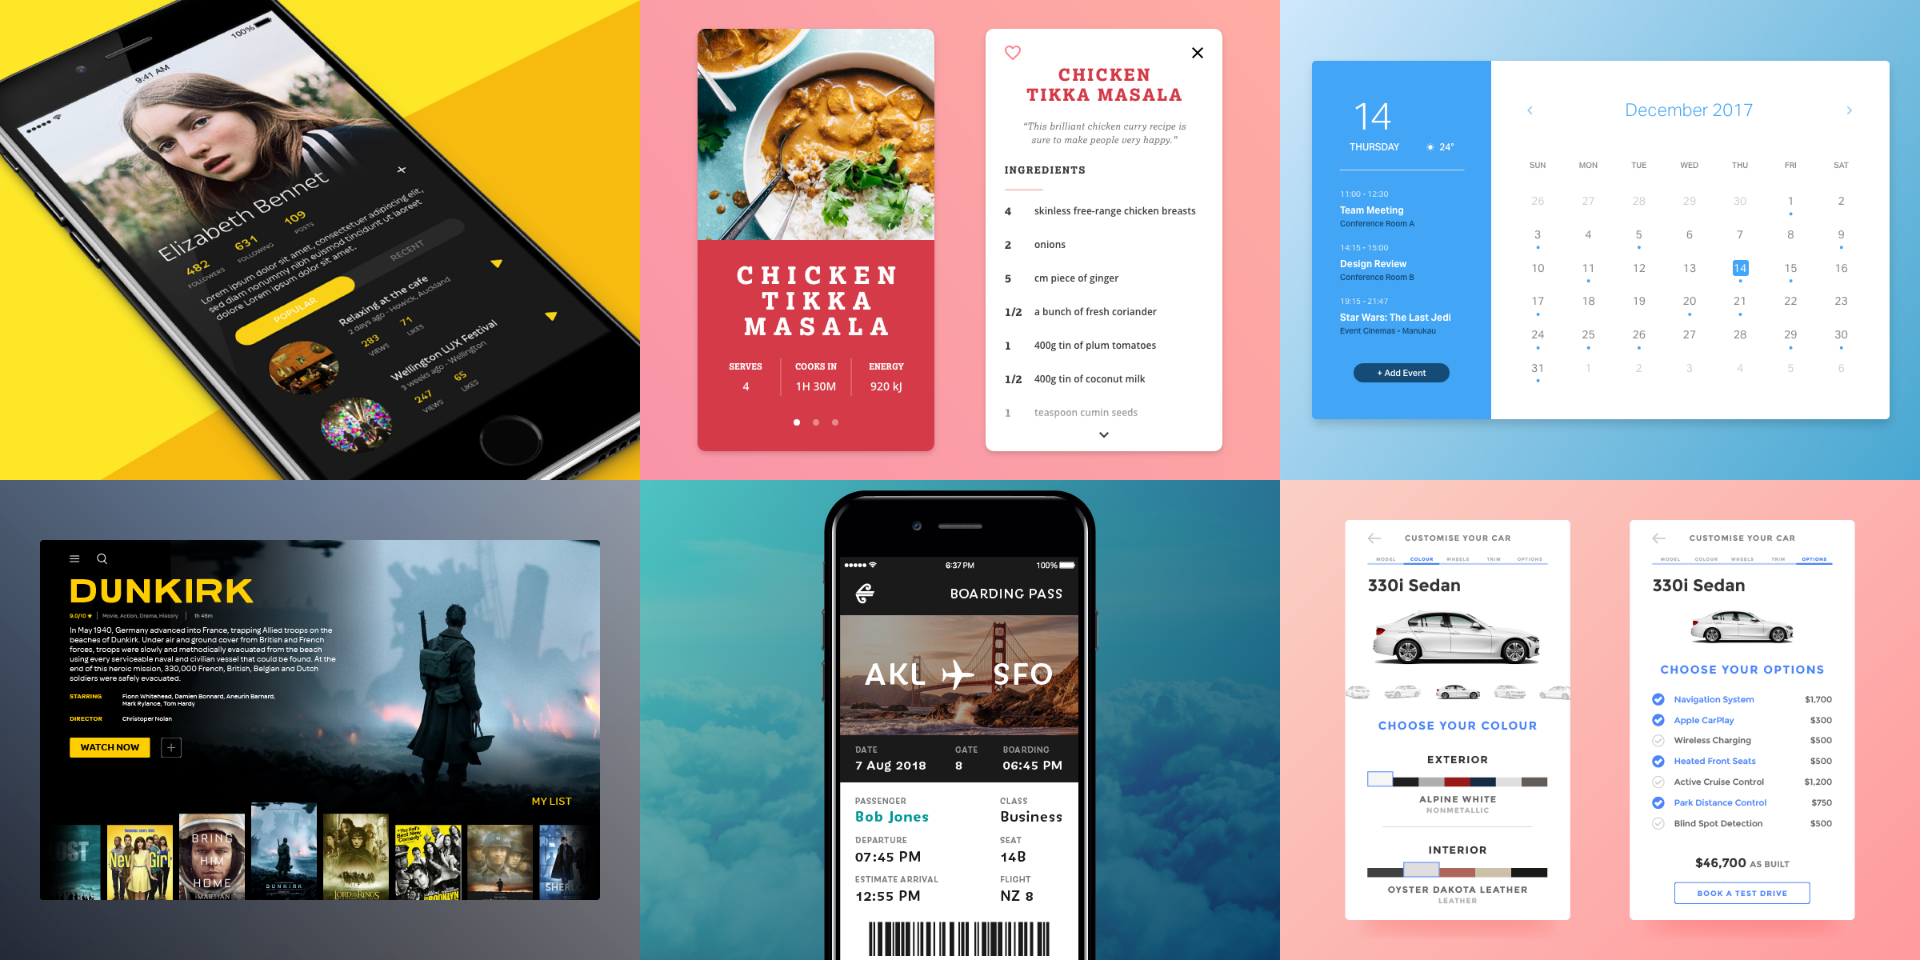 100%
9:41 AM
Elizabeth Bennet
482
FOLLOWERS
631
FOLLOWING
109
POSTS
Lorem ipsum dolor sit amet, consectetuer adipiscing elit,
sed diam nonummy nibh euismod tincidunt ut laoreet
dolore Lorem ipsum dolor sit amet.
POPULAR
RECENT
Relaxing at the cafe
2 days ago - Howick, Auckland
283
VIEWS
71
LIKES
Wellington LUX Festival
3 weeks ago - Wellington
247
VIEWS
65
LIKES
CHICKEN
TIKKA
MASALA
SERVES
4
COOKS IN
1H 30M
ENERGY
920 kJ
CHICKEN
TIKKA MASALA
“This brilliant chicken curry recipe is
sure to make people very happy.”
INGREDIENTS
4 skinless free-range chicken breasts
2 onions
5 cm piece of ginger
1/2 a bunch of fresh coriander
1 400g tin of plum tomatoes
1/2 400g tin of coconut milk
1 teaspoon cumin seeds
14
THURSDAY 24°
11:00 - 12:30
Team Meeting
Conference Room A
14:15 - 15:00
Design Review
Conference Room B
19:15 - 21:47
Star Wars: The Last Jedi
Event Cinemas - Manukau
+ Add Event
December 2017
SUN MON TUE WED THU FRI SAT
26 27 28 29 30 1 2
3 4 5 6 7 8 9
10 11 12 13 14 15 16
17 18 19 20 21 22 23
24 25 26 27 28 29 30
31 1 2 3 4 5 6
DUNKIRK
9.0/10 Movie, Action, Drama, History 1h 46m
In May 1940, Germany advanced into France, trapping Allied troops on the
beaches of Dunkirk. Under air and ground cover from British and French
forces, troops were slowly and methodically evacuated from the beach
using every serviceable naval and civilian vessel that could be found. At the
end of this heroic mission, 330,000 French, British, Belgian and Dutch
soldiers were safely evacuated.
STARRING Fionn Whitehead, Damien Bonnard, Aneurin Barnard,
Mark Rylance, Tom Hardy
DIRECTOR Christoper Nolan
WATCH NOW +
MY LIST
OST
New Girl
BRING
HIM
HOME
MARTIAN
DUNKIRK
LORD OF THE RINGS
BROOKLYN
SHERLO
6:37 PM
100%
BOARDING PASS
AKL SFO
DATE GATE BOARDING
7 Aug 2018 8 06:45 PM
PASSENGER CLASS
Bob Jones Business
DEPARTURE SEAT
07:45 PM 14B
ESTIMATE ARRIVAL FLIGHT
12:55 PM NZ 8
CUSTOMISE YOUR CAR
MODEL COLOUR WHEELS TRIM OPTIONS
330i Sedan
CHOOSE YOUR COLOUR
EXTERIOR
ALPINE WHITE
NONMETALLIC
INTERIOR
OYSTER DAKOTA LEATHER
LEATHER
CUSTOMISE YOUR CAR
MODEL COLOUR WHEELS TRIM OPTIONS
330i Sedan
CHOOSE YOUR OPTIONS
Navigation System $1,700
Apple CarPlay $300
Wireless Charging $500
Heated Front Seats $500
Active Cruise Control $1,200
Park Distance Control $750
Blind Spot Detection $500
$46,700 AS BUILT
BOOK A TEST DRIVE